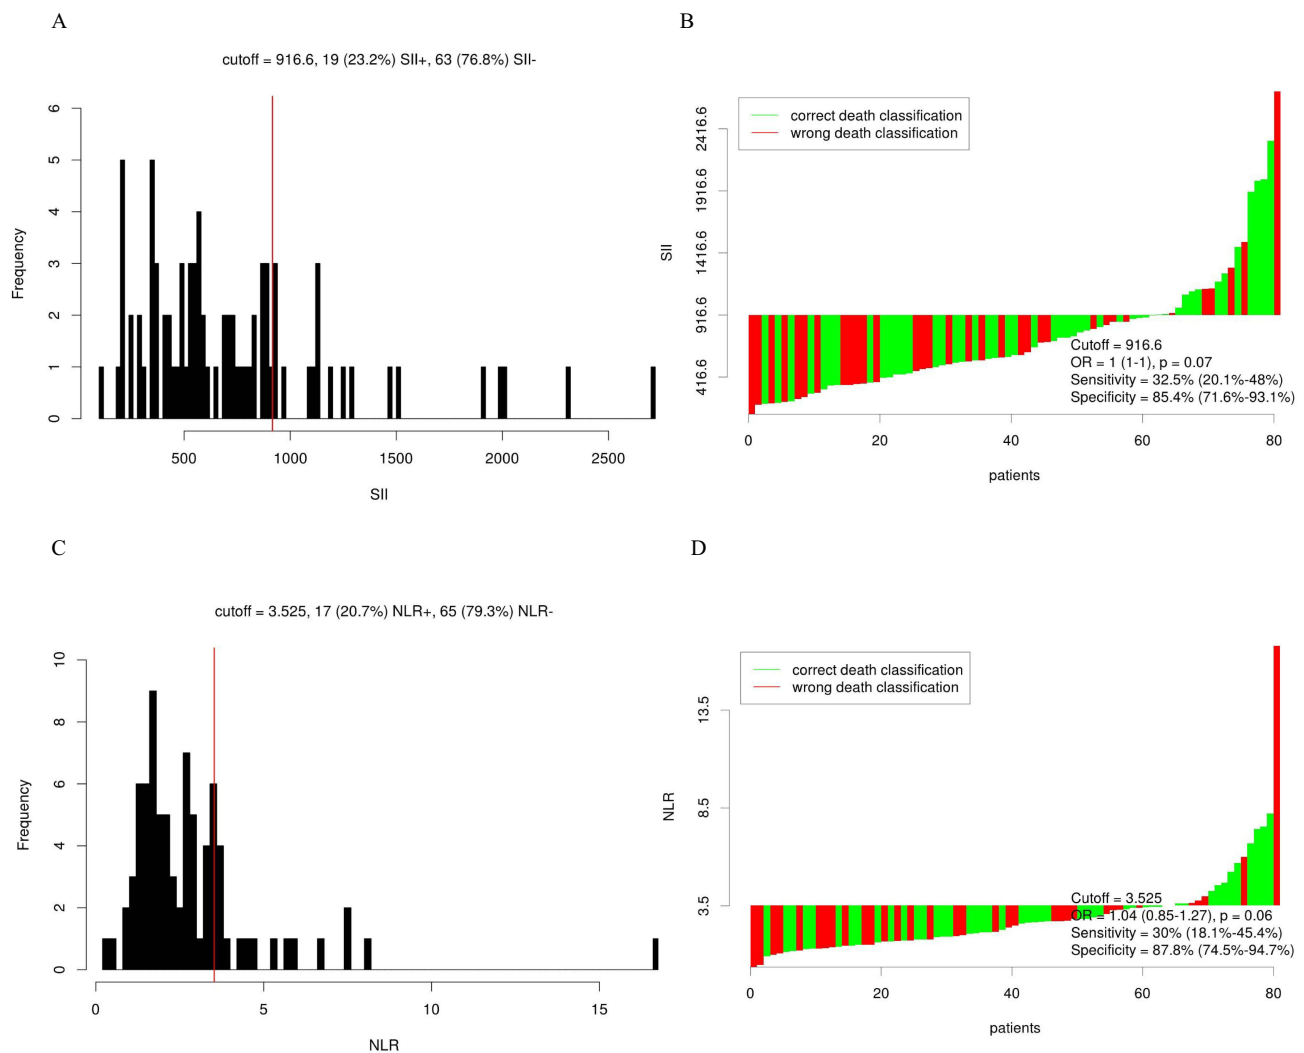 A
cutoff = 916.6, 19 (23.2%) SII+, 63 (76.8%) SII-
Frequency
0
1
2
3
4
5
6
500
1000
1500
2000
2500
SII
B
correct death classification
wrong death classification
SII
416.6
916.6
1416.6
1916.6
2416.6
Cutoff = 916.6
OR = 1 (1-1), p = 0.07
Sensitivity = 32.5% (20.1%-48%)
Specificity = 85.4% (71.6%-93.1%)
0
20
40
60
80
patients
C
cutoff = 3.525, 17 (20.7%) NLR+, 65 (79.3%) NLR-
Frequency
0
2
4
6
8
10
0
5
10
15
NLR
D
correct death classification
wrong death classification
NLR
3.5
8.5
13.5
Cutoff = 3.525
OR = 1.04 (0.85-1.27), p = 0.06
Sensitivity = 30% (18.1%-45.4%)
Specificity = 87.8% (74.5%-94.7%)
0
20
40
60
80
patients